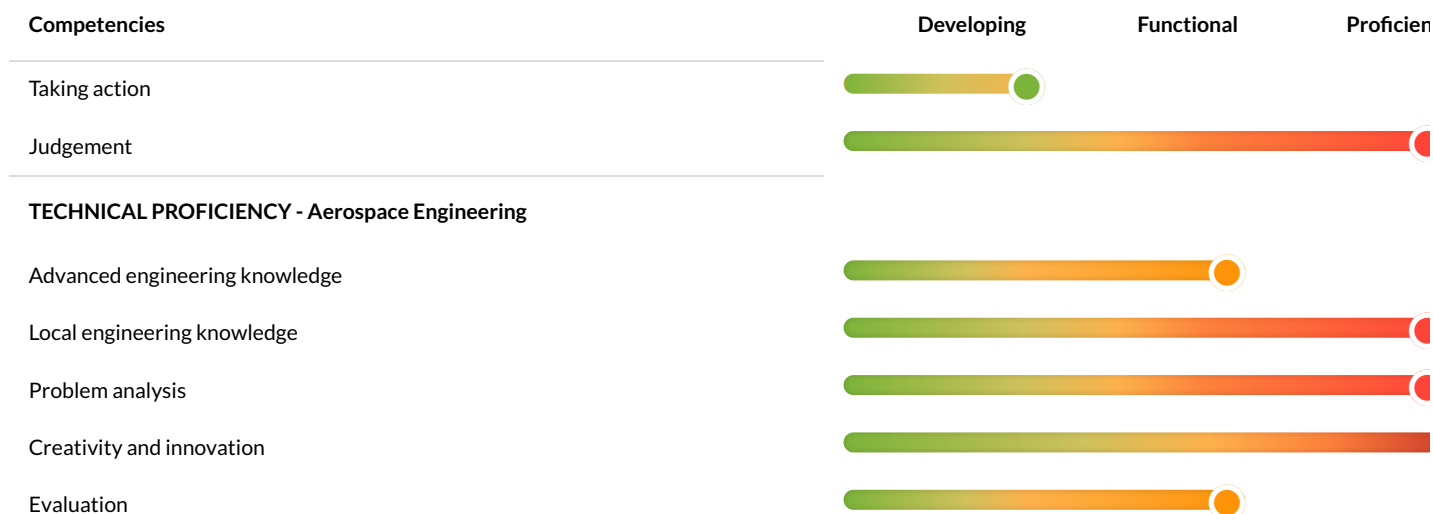 Competencies Developing Functional Proficien
Taking action
Judgement
TECHNICAL PROFICIENCY - Aerospace Engineering
Advanced engineering knowledge
Local engineering knowledge
Problem analysis
Creativity and innovation
Evaluation